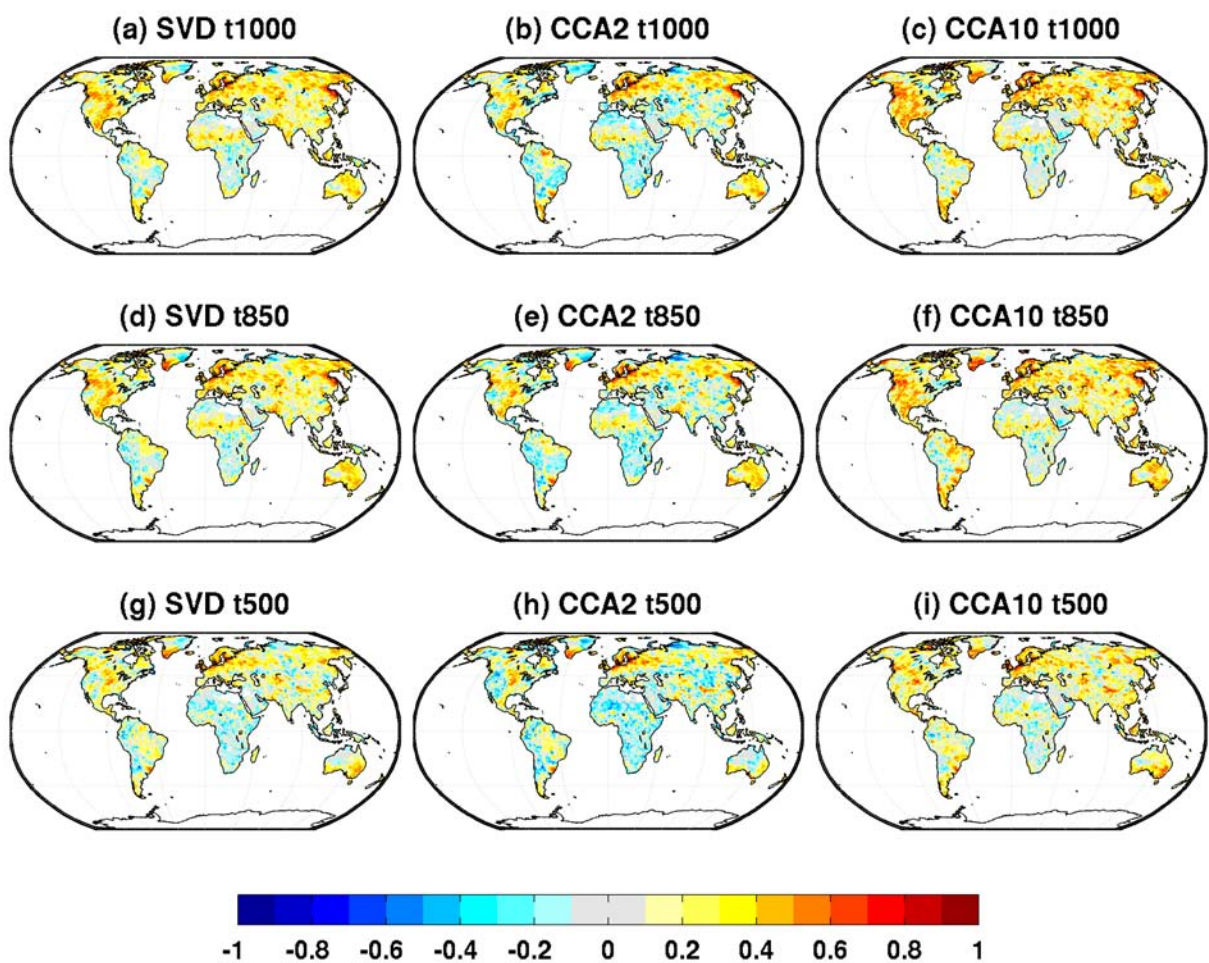 (a) SVD t1000 (b) CCA2 t1000 (c) CCA10 t1000
(d) SVD t850 (e) CCA2 t850 (f) CCA10 t850
(g) SVD t500 (h) CCA2 t500 (i) CCA10 t500
-1 -0.8 -0.6 -0.4 -0.2 0 0.2 0.4 0.6 0.8 1